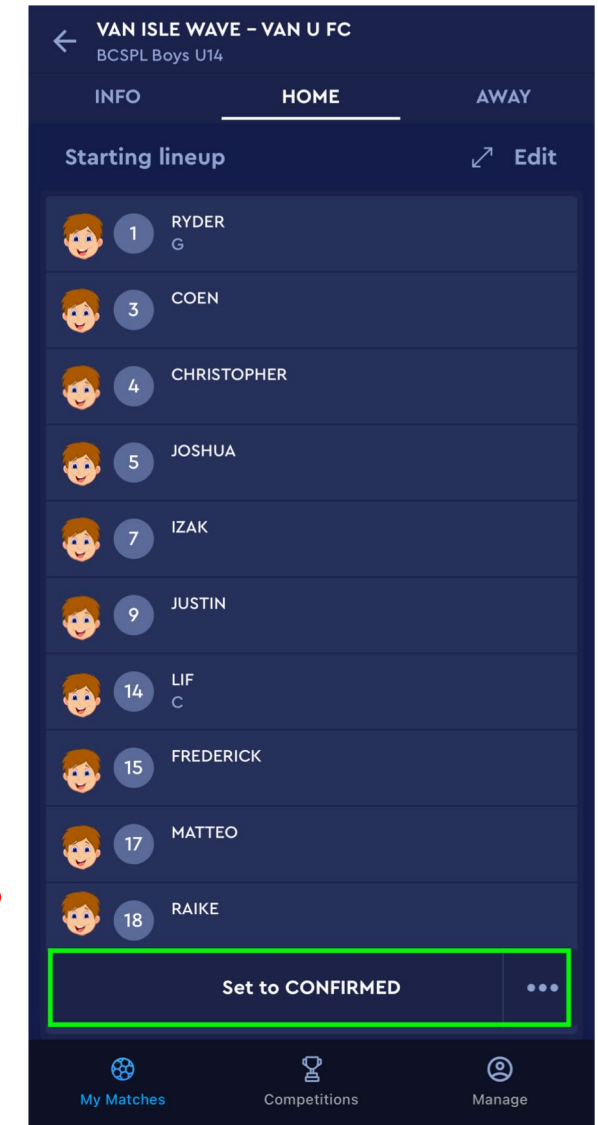 VAN ISLE WAVE – VAN U FC
BCSPL Boys U14
INFO HOME AWAY
Starting lineup Edit
1 RYDER
G
3 COEN
4 CHRISTOPHER
5 JOSHUA
7 IZAK
9 JUSTIN
14 LIF
C
15 FREDERICK
17 MATTEO
18 RAIKE
Set to CONFIRMED
My Matches Competitions Manage